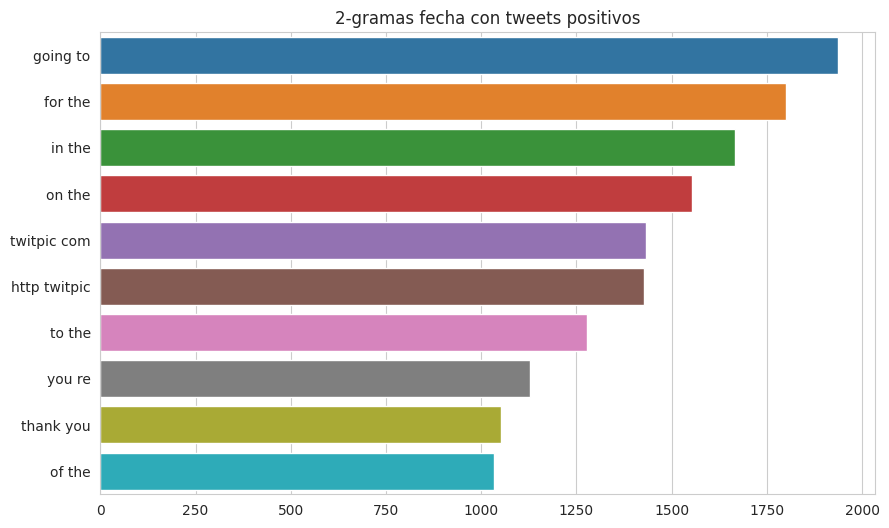 2-gramas fecha con tweets positivos
going to
for the
in the
on the
twitpic com
http twitpic
to the
you re
thank you
of the
0 250 500 750 1000 1250 1500 1750 2000